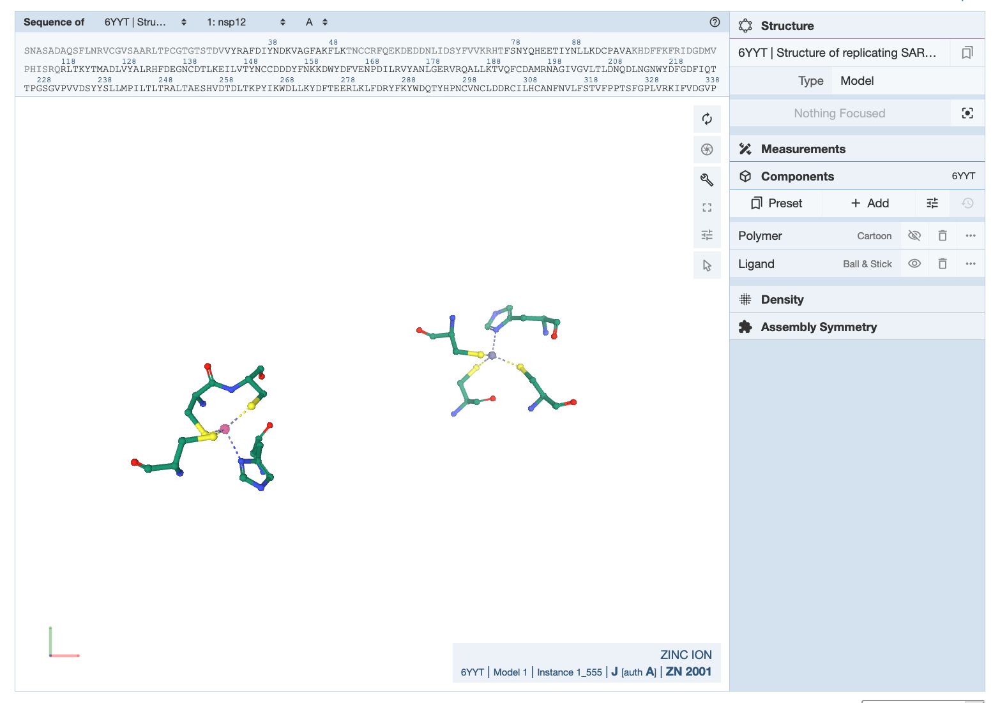 Sequence of 6YYT | Stru... 1: nsp12 A
38 48 78 88
SNASADAQSFLNRVCGVSAARLTPCGTGTSTDVVYRAFDIYNDKVAGFAKFLKTNCCRFQEKDEDDNLIDSYFVVKRHTFSNYQHEETIYNLLKDCPAVAKHDFFKFRIDGDMV
118 128 138 148 158 168 178 188 198 208 218
PHISRQRLTKYTMADLVYALRHFDEGNCDTLKEILVTYNCCDDDYFNKKDWYDFVENPDILRVYANLGERVRQALLKTVQFCDAMRNAGIVGVLTLDNQDLNGNWYDFGDFIQT
228 238 248 258 268 278 288 298 308 318 328 338
TPGSGVPVVDSYYSLLMPILTLTRALTAESHVDTDLTKPYIKWDLLKYDFTEERLKLFDRYFKYWDQTYHPNCVNCLDDRCILHCANFNVLFSTVFPPTSFGPLVRKIFVDGVP
ZINC ION
6YYT | Model 1 | Instance 1_555 | J [auth A] | ZN 2001
Structure
6YYT | Structure of replicating SAR...
Type Model
Nothing Focused
Measurements
Components 6YYT
Preset + Add
Polymer Cartoon
Ligand Ball & Stick
Density
Assembly Symmetry